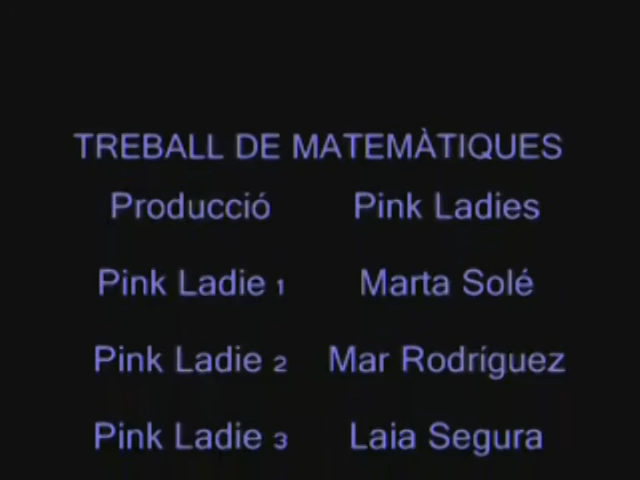 TREBALL DE MATEMÀTIQUES
Producció Pink Ladies
Pink Ladie 1 Marta Solé
Pink Ladie 2 Mar Rodríguez
Pink Ladie 3 Laia Segura